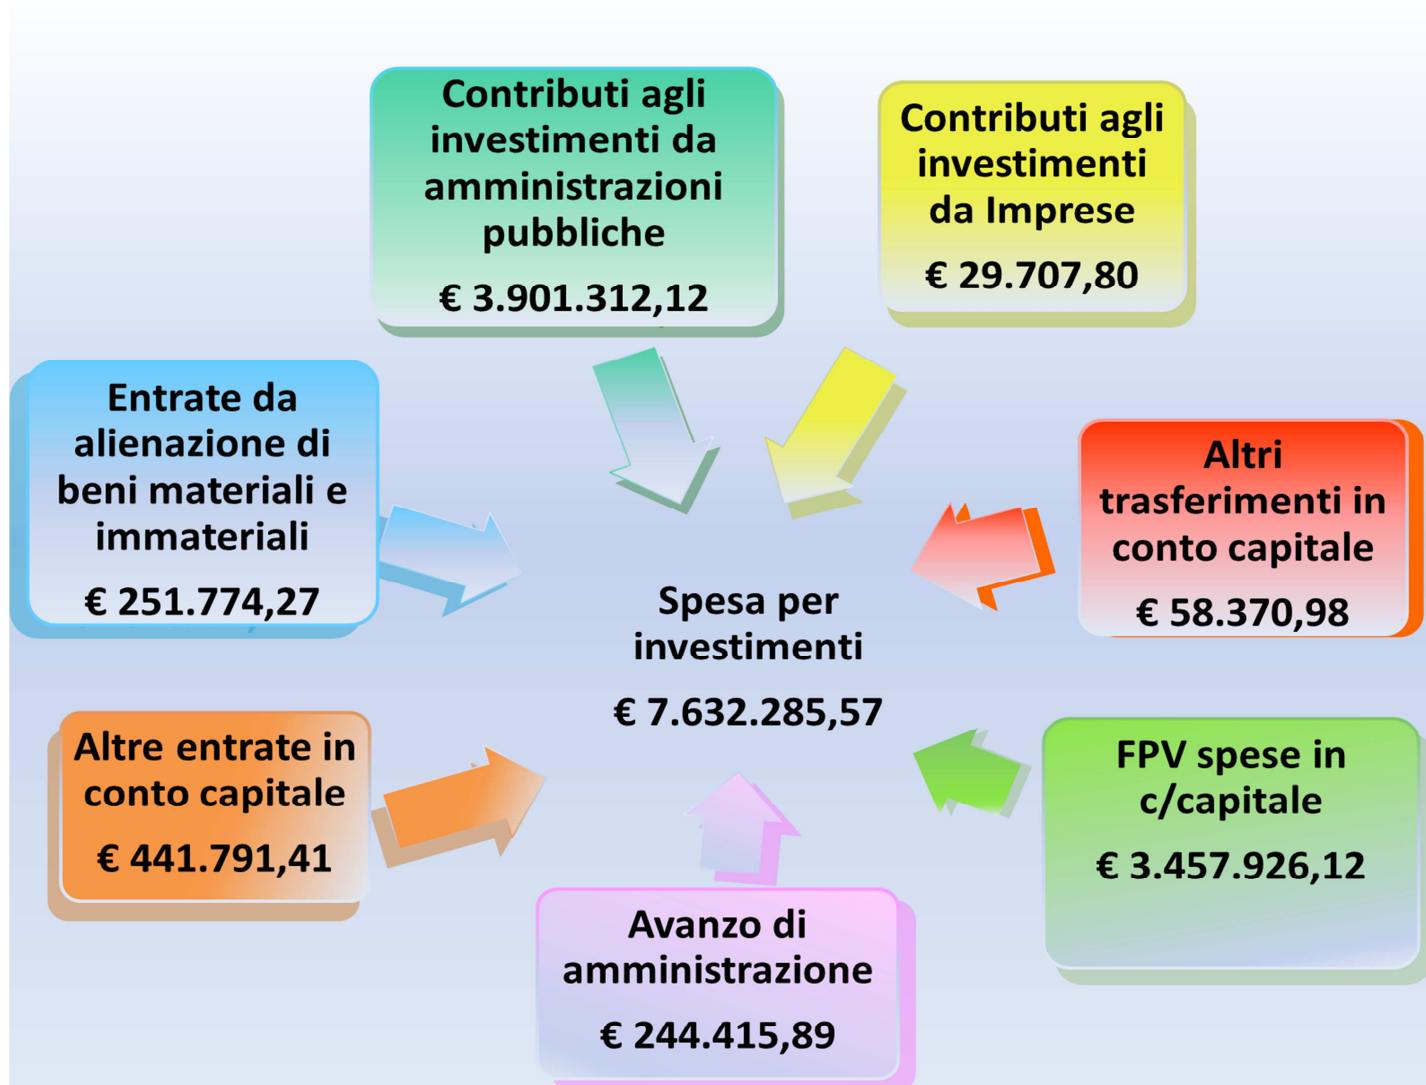 Contributi agli
investimenti da
amministrazioni
pubbliche
€ 3.901.312,12
Contributi agli
investimenti
da Imprese
€ 29.707,80
Entrate da
alienazione di
beni materiali e
immateriali
€ 251.774,27
Altri
trasferimenti in
conto capitale
€ 58.370,98
Spesa per
investimenti
€ 7.632.285,57
Altre entrate in
conto capitale
€ 441.791,41
FPV spese in
c/capitale
€ 3.457.926,12
Avanzo di
amministrazione
€ 244.415,89